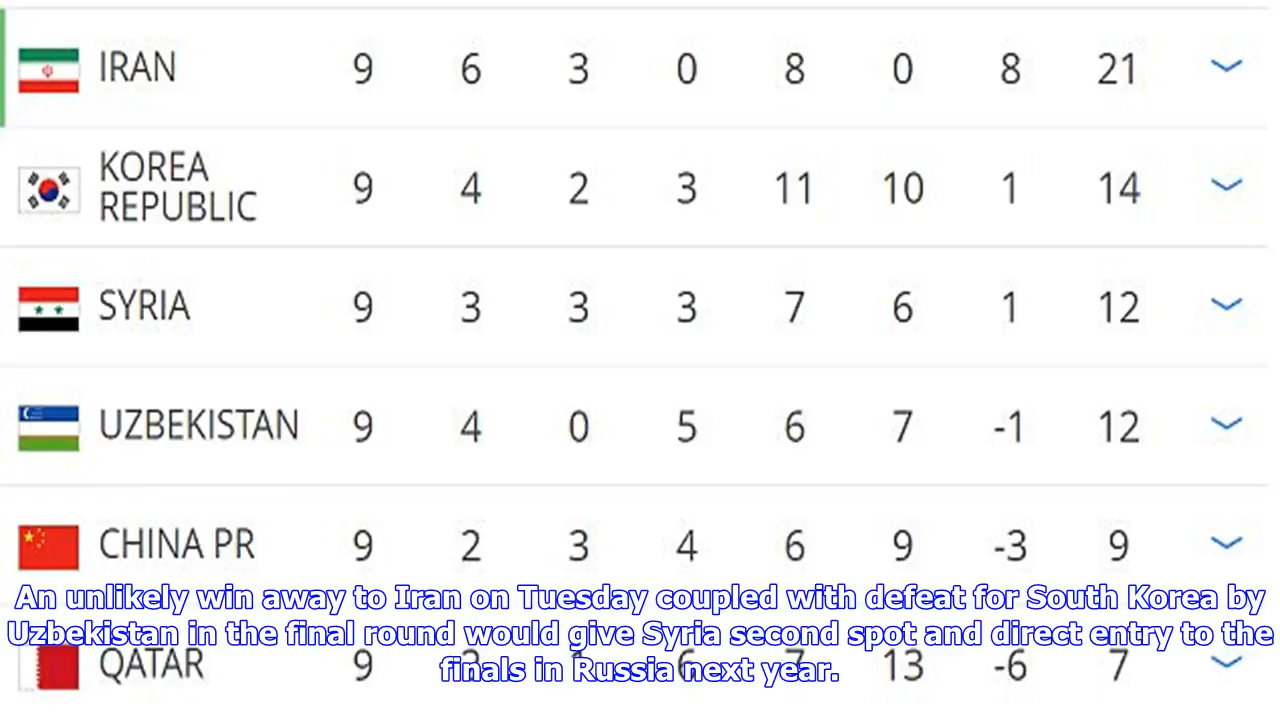 IRAN 9 6 3 0 8 0 8 21
KOREA
REPUBLIC 9 4 2 3 11 10 1 14
SYRIA 9 3 3 3 7 6 1 12
UZBEKISTAN 9 4 0 5 6 7 -1 12
CHINA PR 9 2 3 4 6 9 -3 9
An unlikely win away to Iran on Tuesday coupled with defeat for South Korea by
Uzbekistan in the final round would give Syria second spot and direct entry to the
QATAR 9 6 7 13 -6 7
finals in Russia next year.